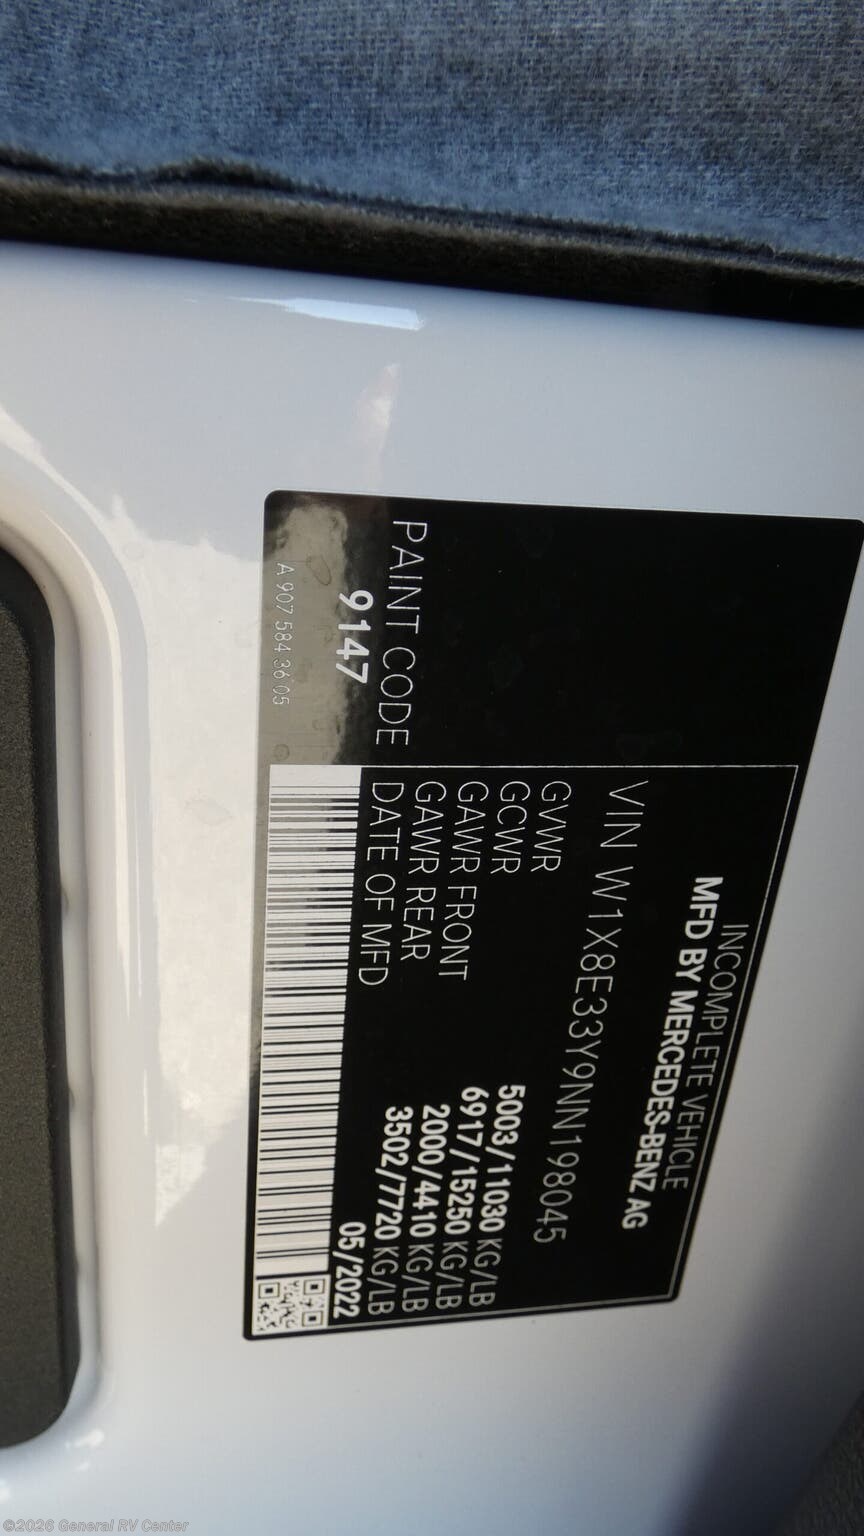 INCOMPLETE VEHICLE
MFD BY MERCEDES-BENZ AG
VIN W1X8E33Y9NN198045
GVWR 5003/11030 KG/LB
GCWR 6917/15250 KG/LB
GAWR FRONT 2000/4410 KG/LB
GAWR REAR 3502/7720 KG/LB
DATE OF MFD 05/2022
PAINT CODE
9147
A 907 584 36 05
©2026 General RV Center